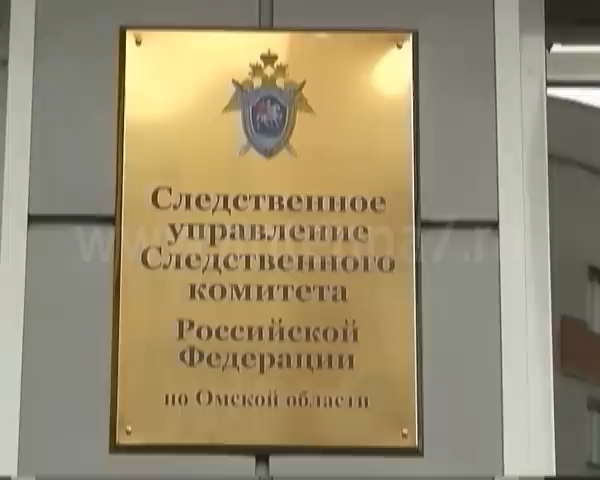 Следственное
управление
Следственного
комитета
Российской
Федерации
по Омской области